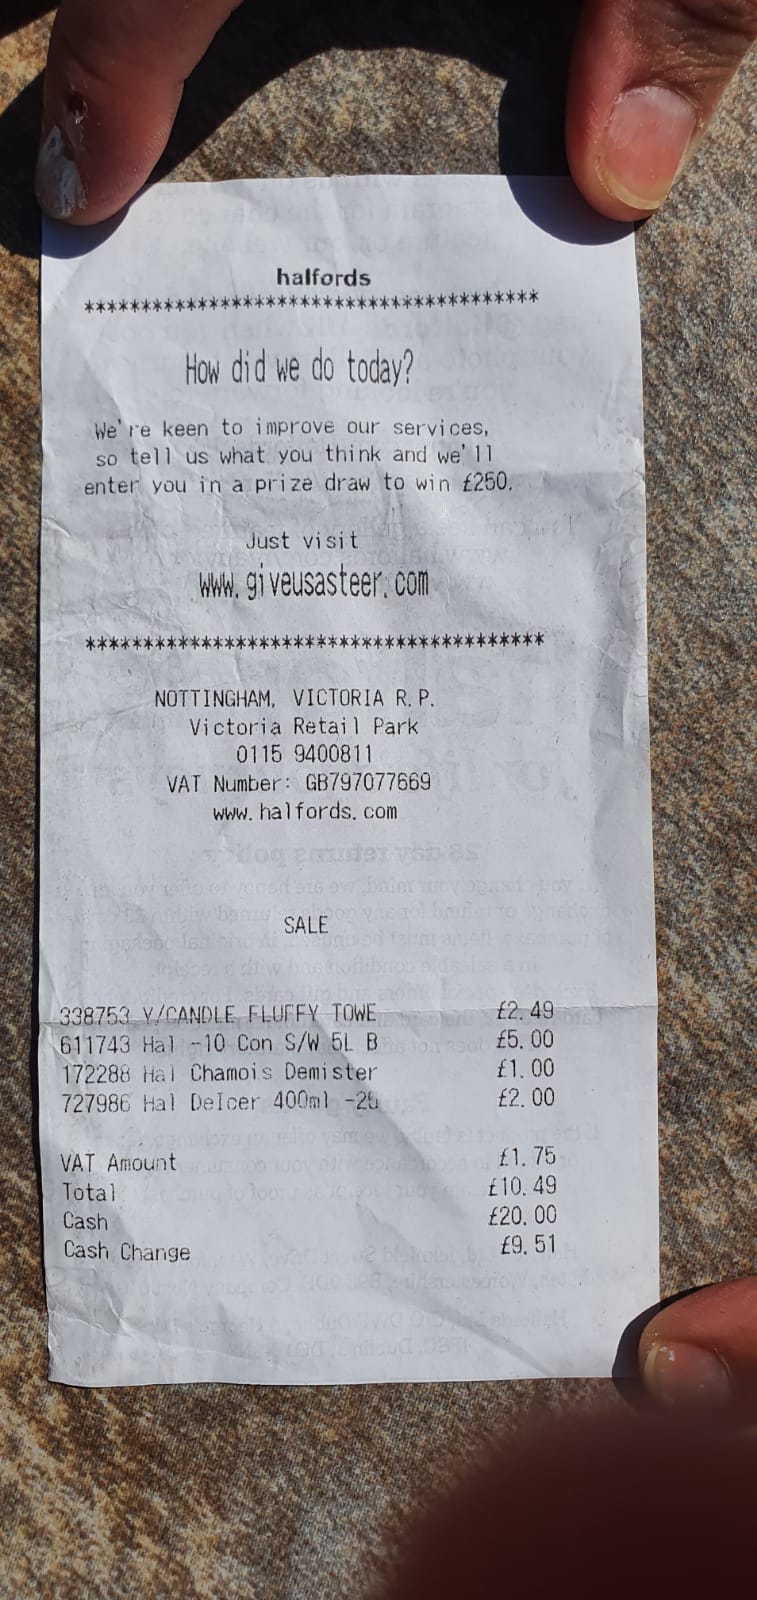 halfords
***************************************
How did we do today?
We're keen to improve our services,
so tell us what you think and we'll
enter you in a prize draw to win £250.
Just visit
www.giveusasteer.com
***************************************
NOTTINGHAM, VICTORIA R.P.
Victoria Retail Park
0115 9400811
VAT Number: GB797077669
www.halfords.com
SALE
338753 Y/CANDLE FLUFFY TOWE £2.49
611743 Hal -10 Con S/W 5L B £5.00
172288 Hal Chamois Demister £1.00
727986 Hal DeIcer 400ml £2.00
VAT Amount £1.75
Total £10.49
Cash £20.00
Cash Change £9.51